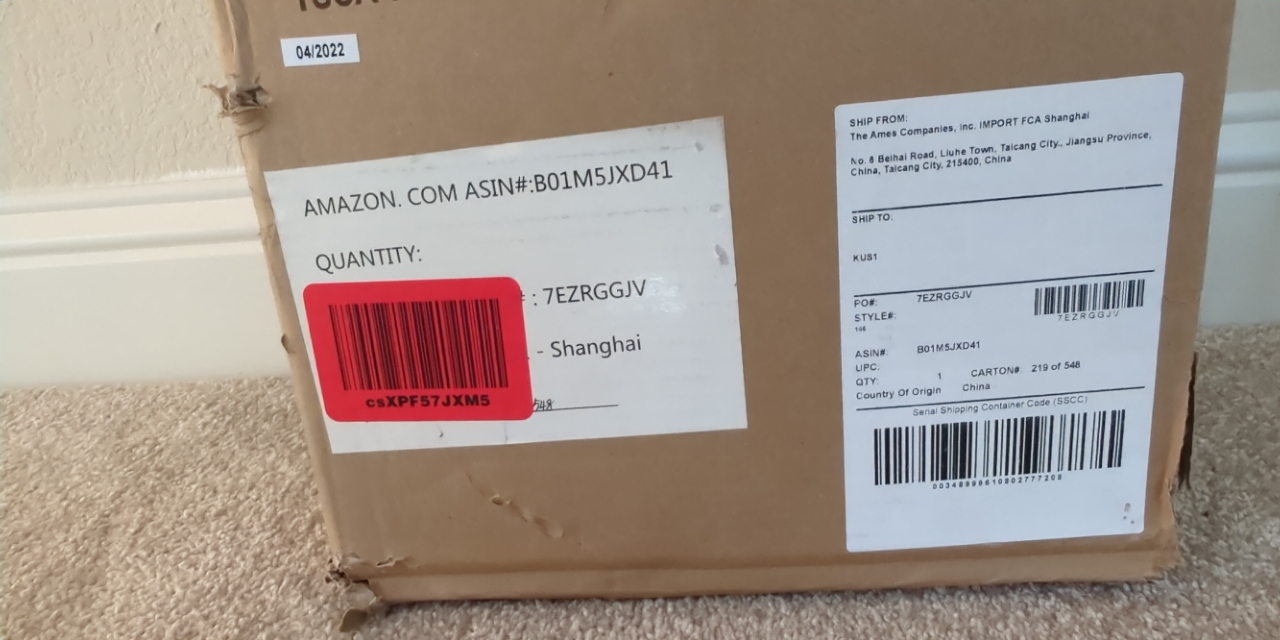 04/2022
AMAZON. COM ASIN#:B01M5JXD41
QUANTITY:
: 7EZRGGJV
- Shanghai
csXPF57JXM5
548
SHIP FROM:
The Ames Companies, Inc. IMPORT FCA Shanghai
No. 8 Beihai Road, Liuhe Town, Taicang City,. Jiangsu Province,
China, Taicang City, 215400, China
SHIP TO:
KUS1
PO#: 7EZRGGJV
7EZRGGJV
STYLE#:
ASIN#: B01M5JXD41
UPC:
QTY: 1 CARTON# 219 of 548
Country Of Origin China
Serial Shipping Container Code (SSCC)